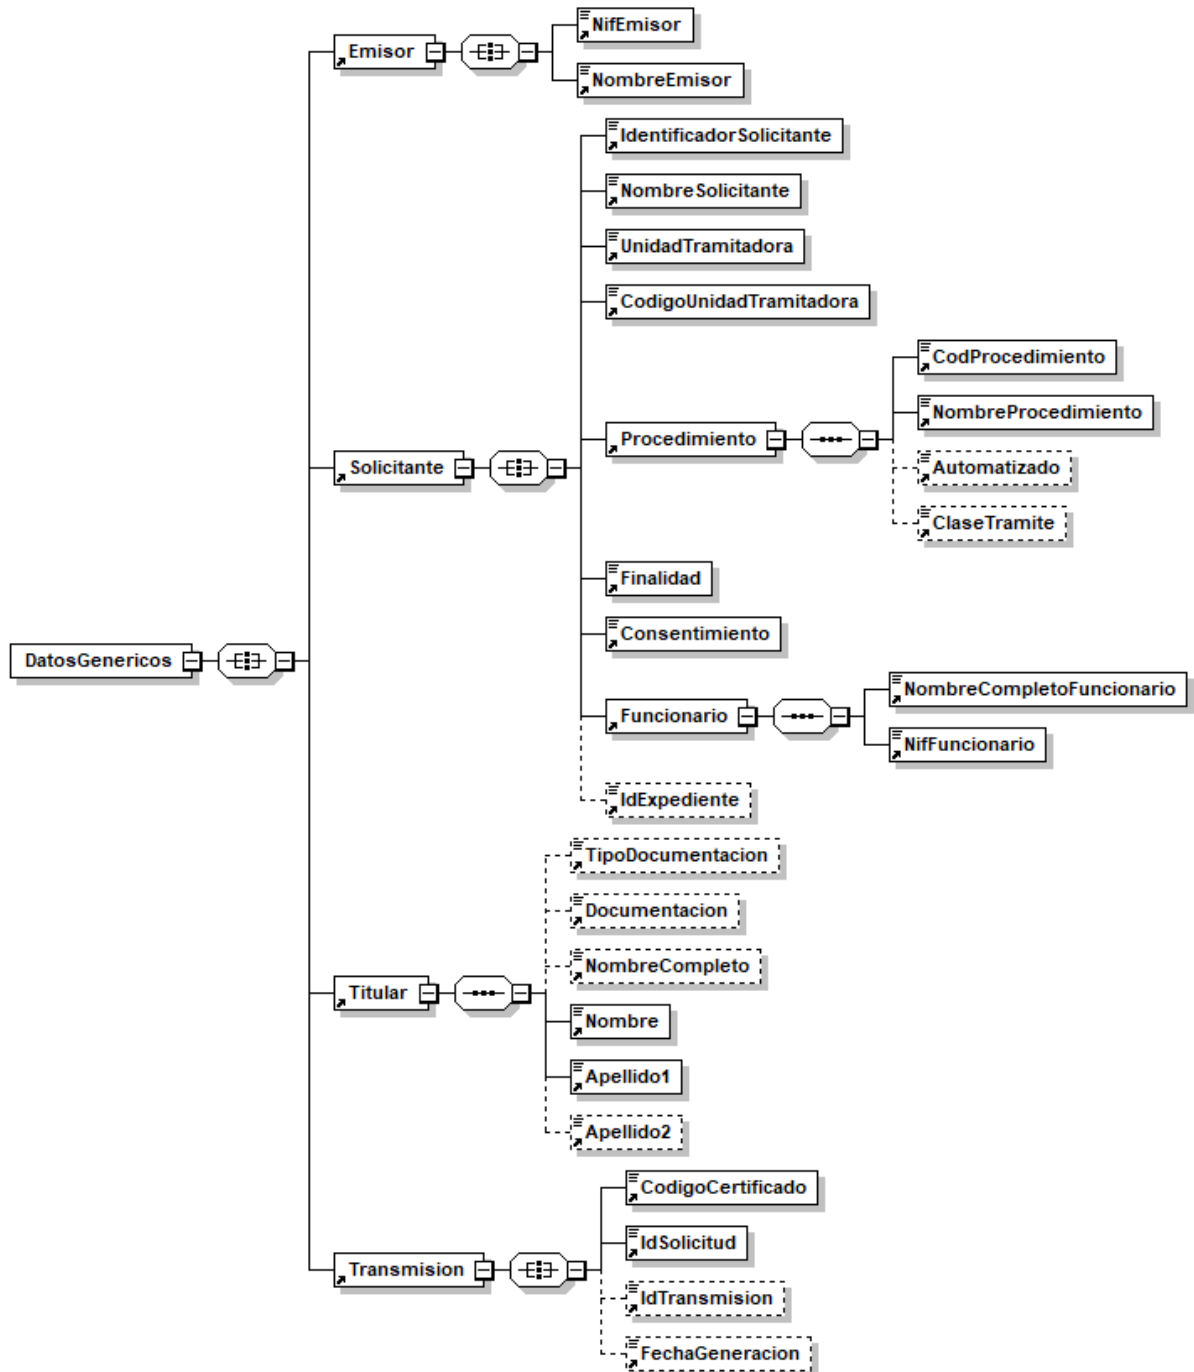 NifEmisor
Emisor
NombreEmisor
IdentificadorSolicitante
NombreSolicitante
UnidadTramitadora
CodigoUnidadTramitadora
CodProcedimiento
NombreProcedimiento
Procedimiento
Solicitante
Automatizado
ClaseTramite
Finalidad
Consentimiento
DatosGenericos
NombreCompletoFuncionario
Funcionario
NifFuncionario
IdExpediente
TipoDocumentacion
Documentacion
NombreCompleto
Titular
Nombre
Apellido1
Apellido2
CodigoCertificado
IdSolicitud
Transmision
IdTransmision
FechaGeneracion